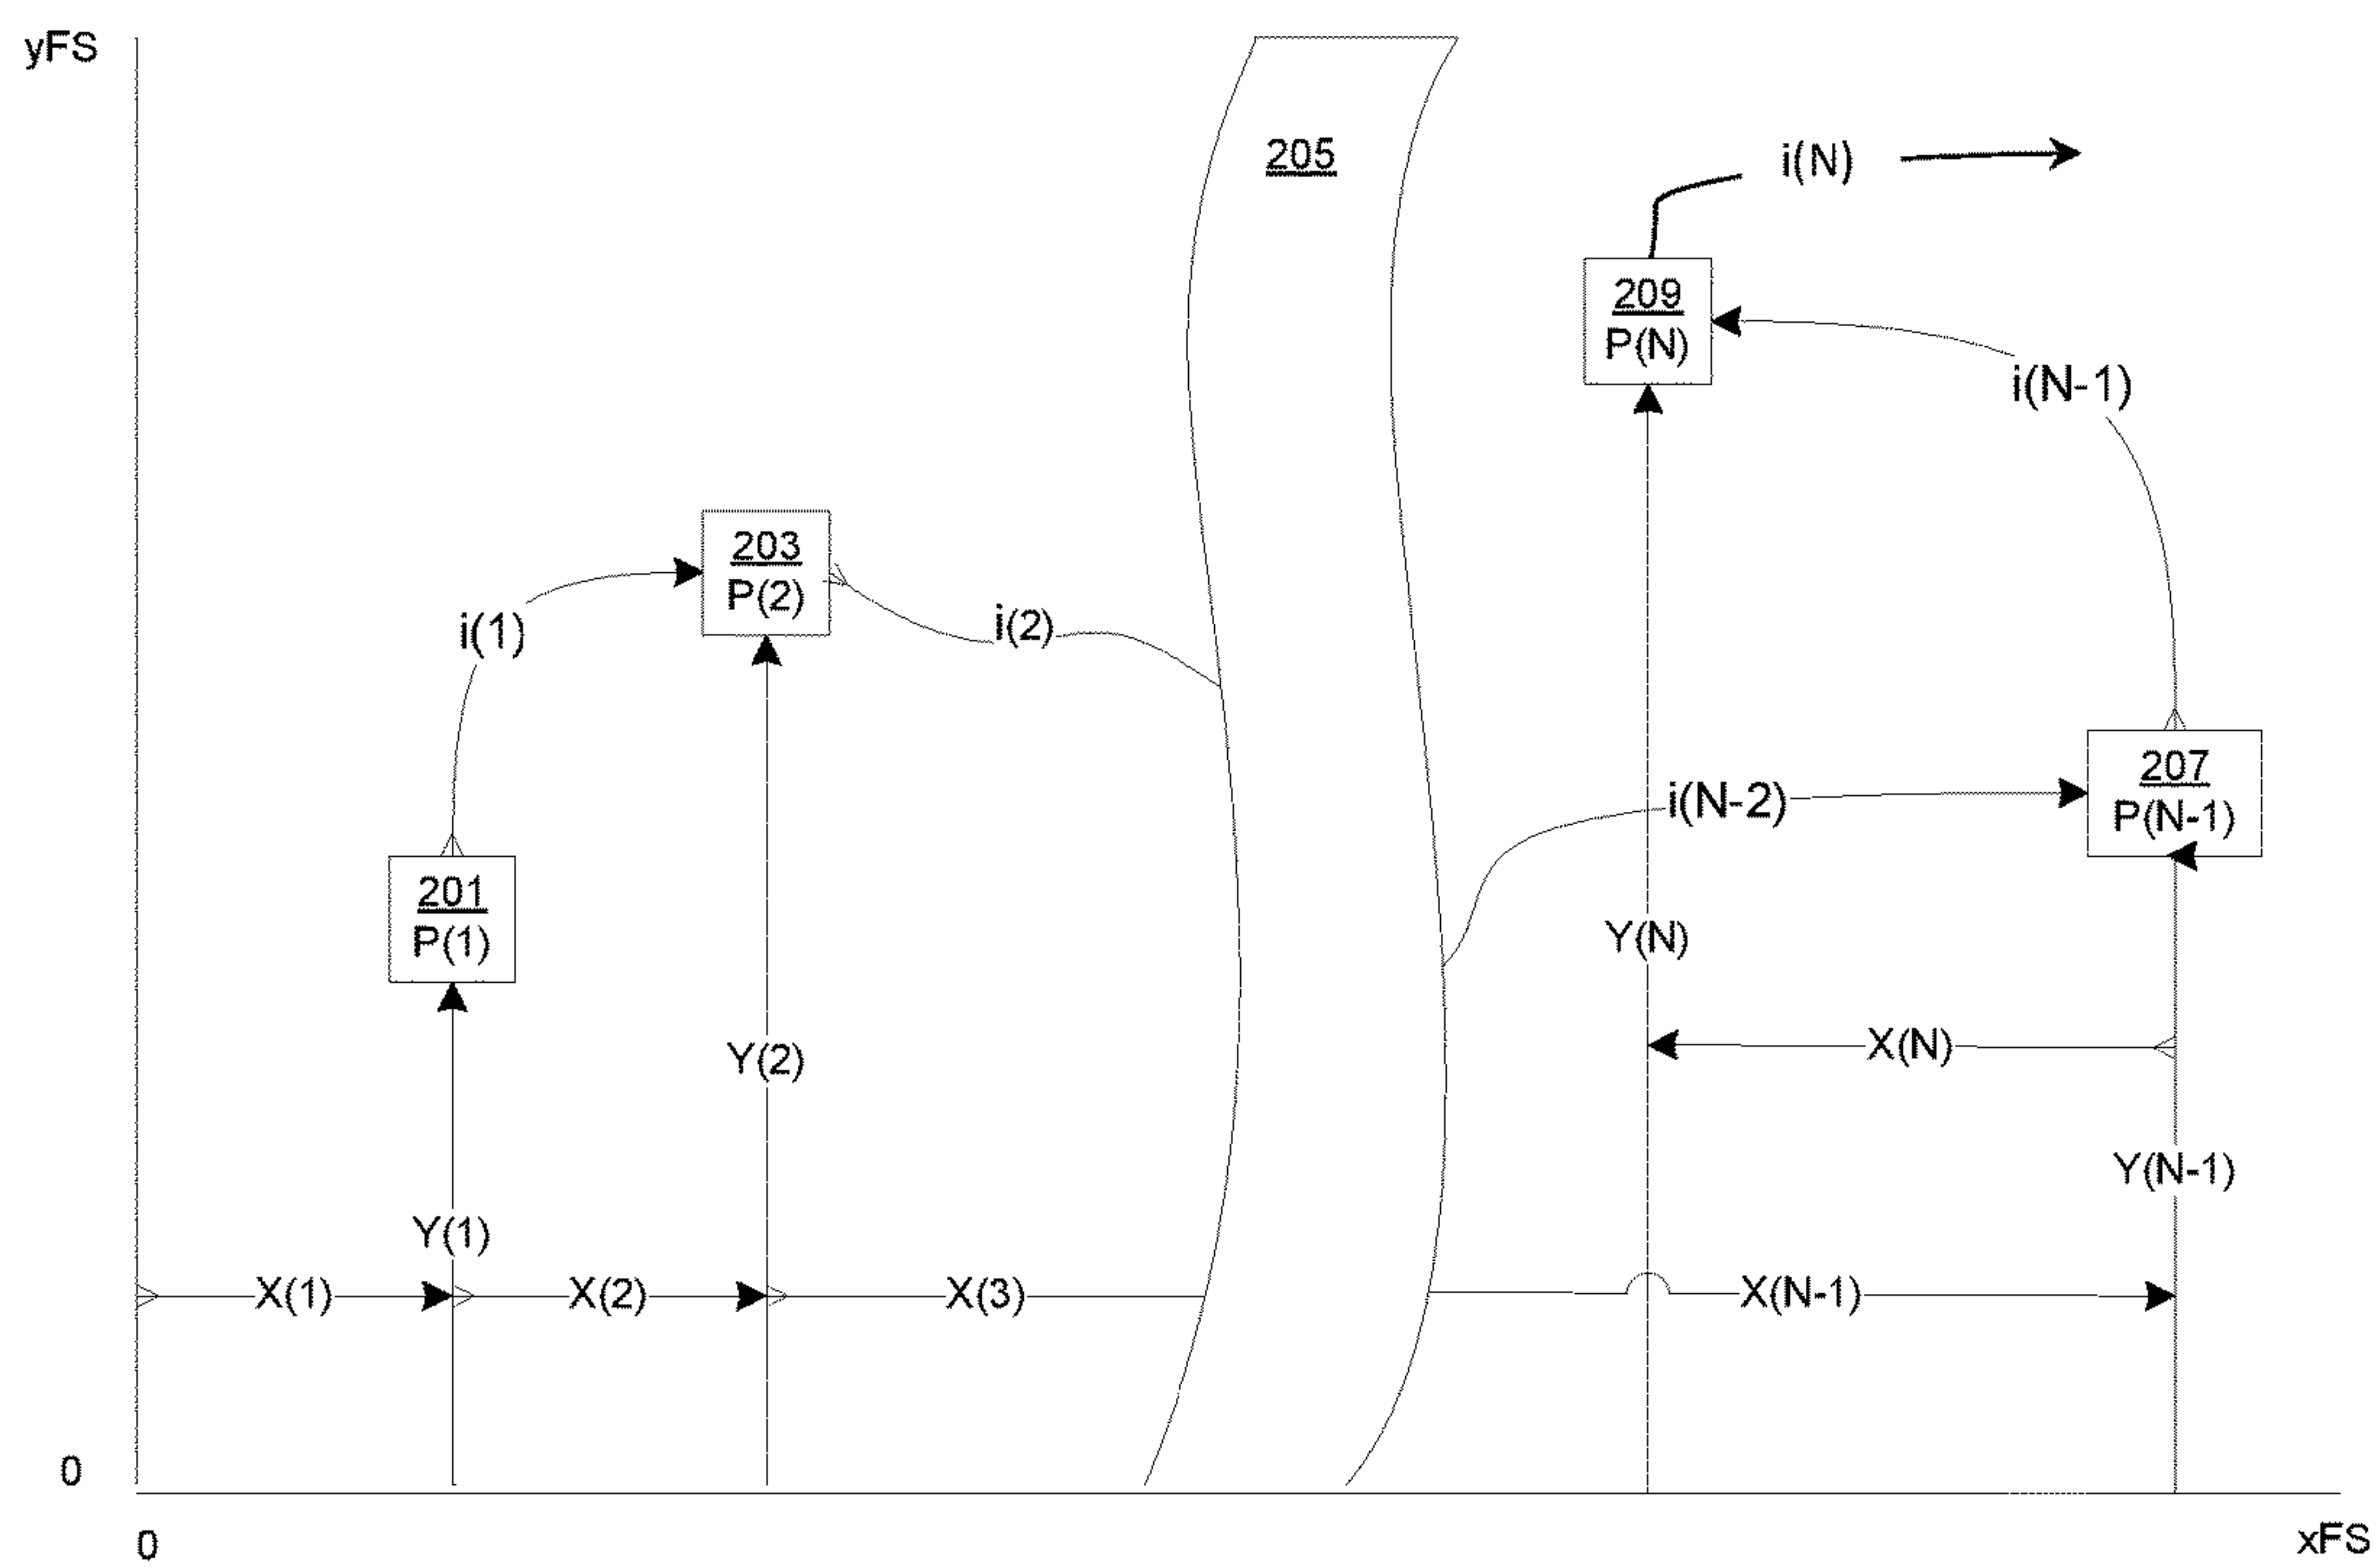 yFS
205
i(N)
209
P(N)
i(N-1)
203
P(2)
i(1)
i(2)
207
P(N-1)
i(N-2)
201
P(1)
Y(N)
Y(2)
X(N)
Y(N-1)
Y(1)
X(1)
X(2)
X(3)
X(N-1)
0
0
xFS